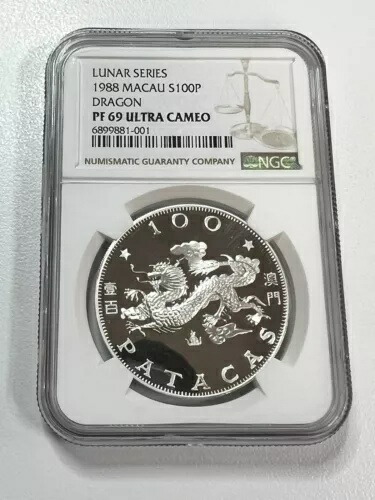 LUNAR SERIES
1988 MACAU S100P
DRAGON
PF 69 ULTRA CAMEO
6899881-001
NUMISMATIC GUARANTY COMPANY
NGC
100
壹百
澳門
PATACAS